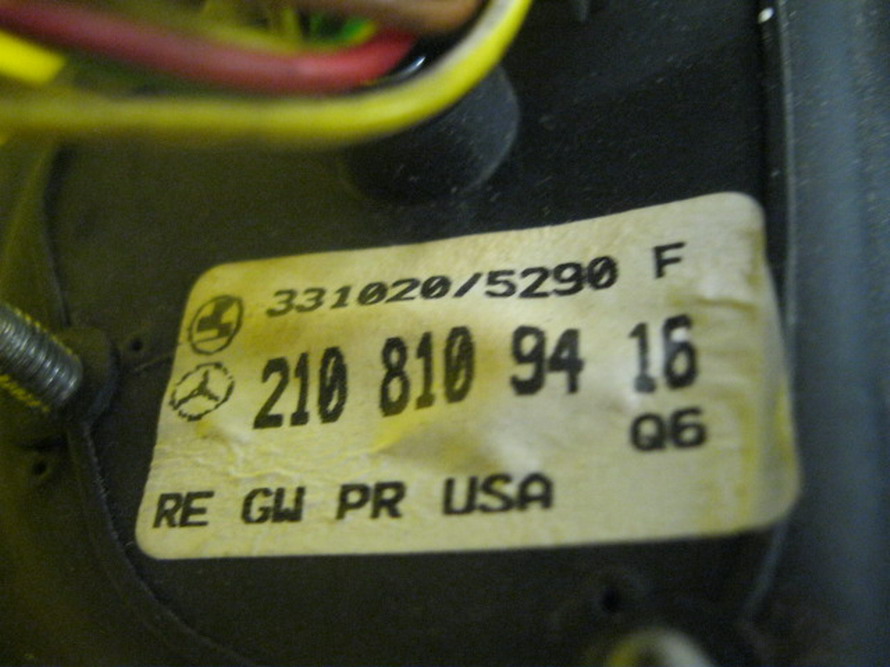 331020/5290 F
210 810 94 16
Q6
RE GW PR USA